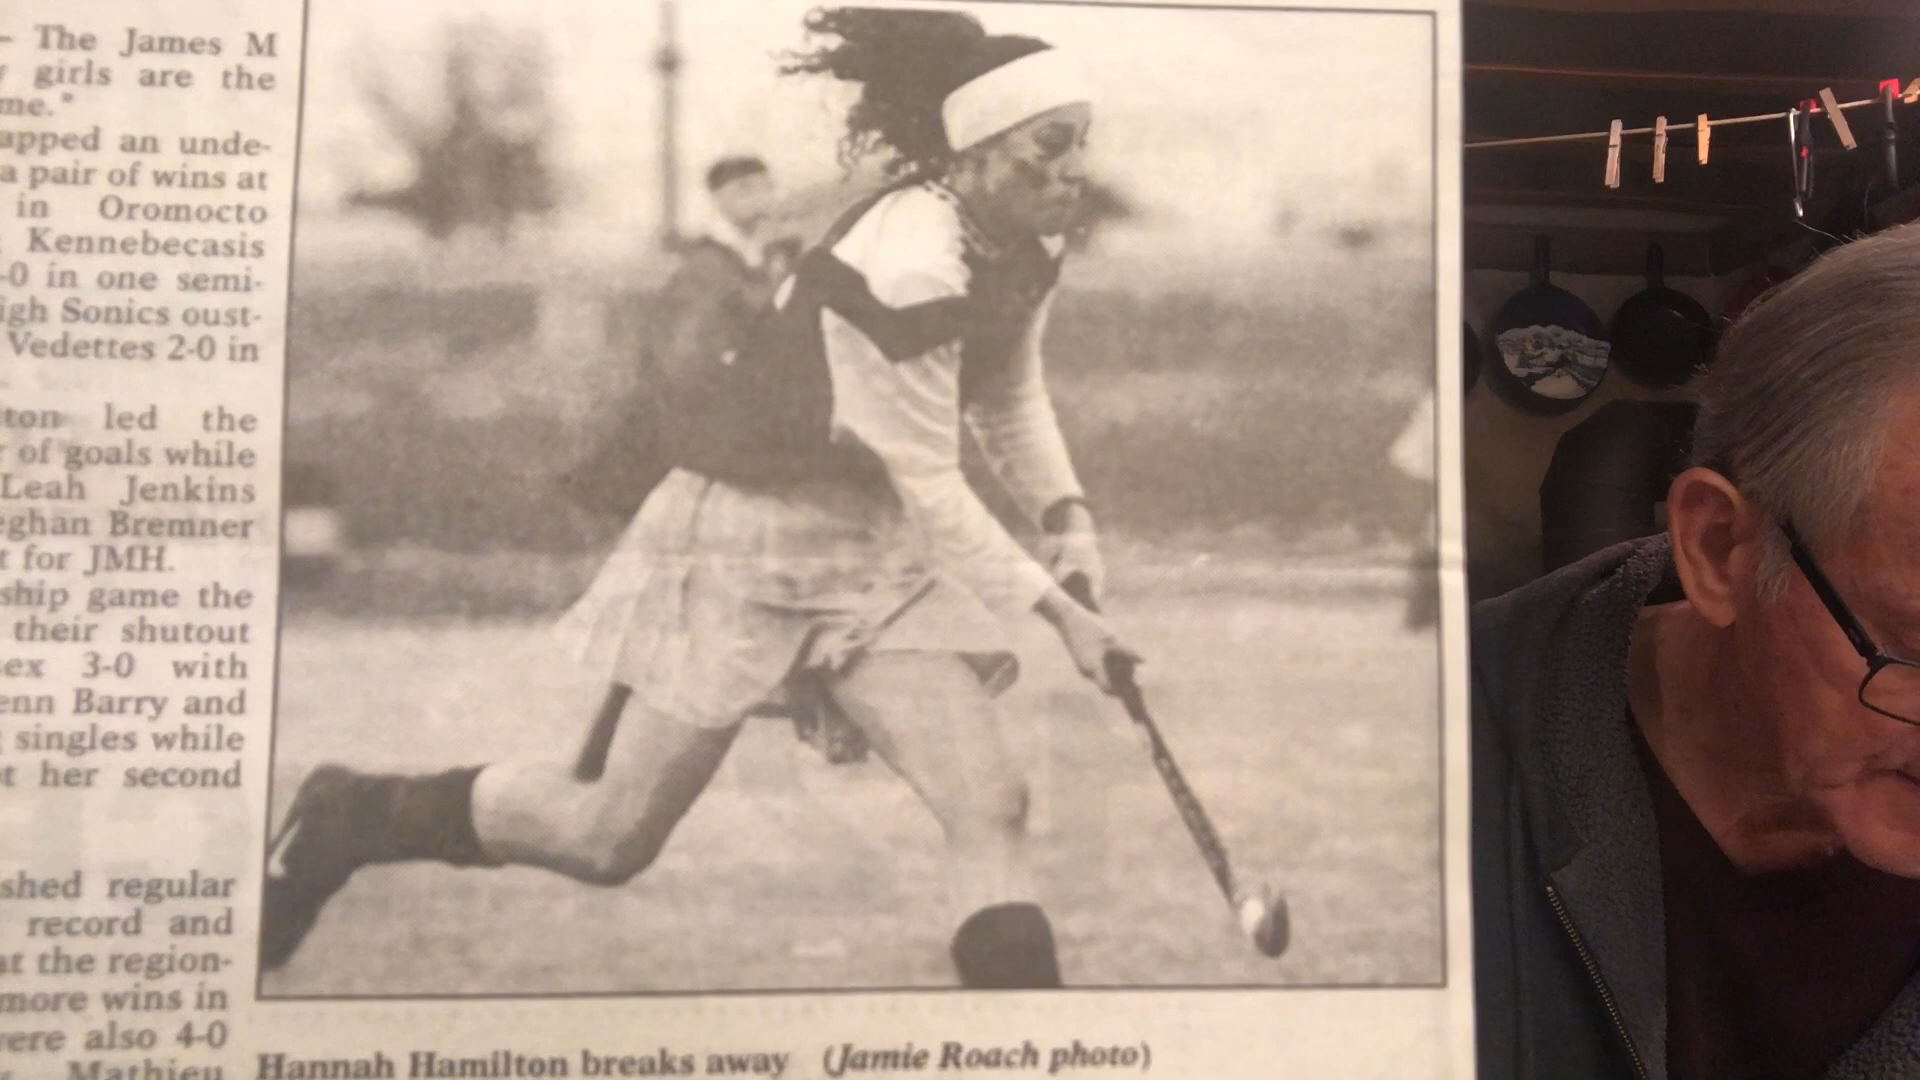 - The James M
girls are the
me."
apped an unde-
a pair of wins at
in Oromocto
Kennebecasis
-0 in one semi-
igh Sonics oust-
Vedettes 2-0 in
ton led the
of goals while
Leah Jenkins
eghan Bremner
t for JMH.
ship game the
their shutout
sex 3-0 with
enn Barry and
singles while
t her second
shed regular
record and
at the region-
more wins in
ere also 4-0
Mathieu
Hannah Hamilton breaks away (Jamie Roach photo)